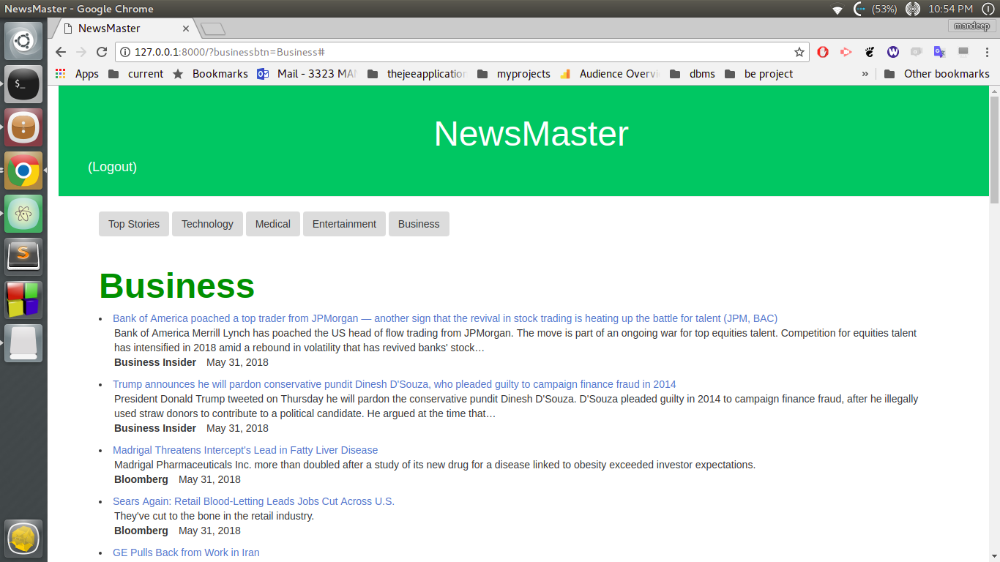 NewsMaster - Google Chrome
(53%) 10:54 PM
NewsMaster
mandeep
127.0.0.1:8000/?businessbtn=Business#
Apps current Bookmarks Mail - 3323 MAN thejeeapplication myprojects Audience Overvi dbms be project » Other bookmarks
NewsMaster
(Logout)
Top Stories Technology Medical Entertainment Business
Business
Bank of America poached a top trader from JPMorgan — another sign that the revival in stock trading is heating up the battle for talent (JPM, BAC)
Bank of America Merrill Lynch has poached the US head of flow trading from JPMorgan. The move is part of an ongoing war for top equities talent. Competition for equities talent
has intensified in 2018 amid a rebound in volatility that has revived banks' stock…
Business Insider May 31, 2018
Trump announces he will pardon conservative pundit Dinesh D'Souza, who pleaded guilty to campaign finance fraud in 2014
President Donald Trump tweeted on Thursday he will pardon the conservative pundit Dinesh D'Souza. D'Souza pleaded guilty in 2014 to campaign finance fraud, after he illegally
used straw donors to contribute to a political candidate. He argued at the time that…
Business Insider May 31, 2018
Madrigal Threatens Intercept's Lead in Fatty Liver Disease
Madrigal Pharmaceuticals Inc. more than doubled after a study of its new drug for a disease linked to obesity exceeded investor expectations.
Bloomberg May 31, 2018
Sears Again: Retail Blood-Letting Leads Jobs Cut Across U.S.
They've cut to the bone in the retail industry.
Bloomberg May 31, 2018
GE Pulls Back from Work in Iran